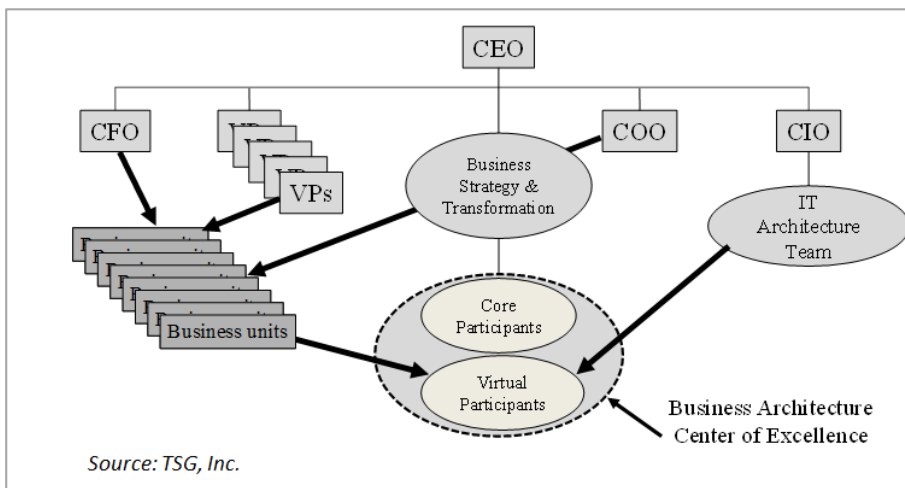 CEO
CFO
VPs
COO
CIO
Business
Strategy &
Transformation
IT
Architecture
Team
Business units
Core
Participants
Virtual
Participants
Business Architecture
Center of Excellence
Source: TSG, Inc.